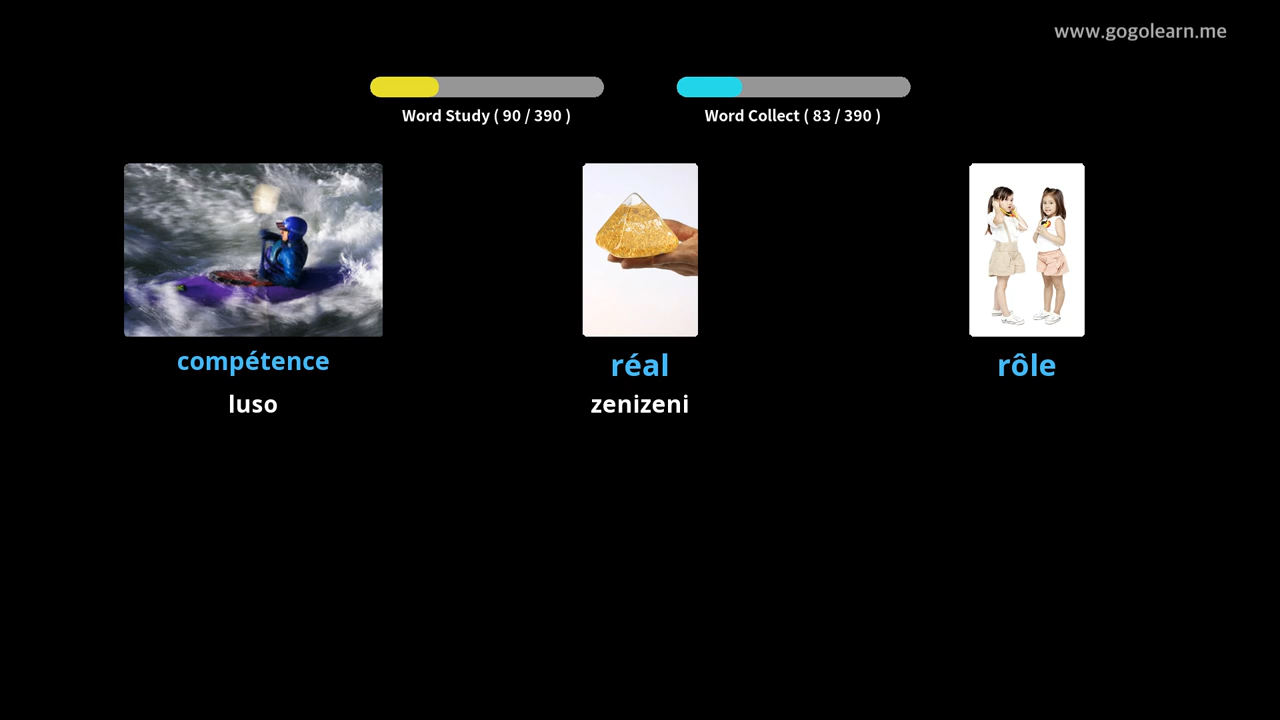 www.gogolearn.me
Word Study ( 90 / 390 )
Word Collect ( 83 / 390 )
compétence
réal
rôle
luso
zenizeni